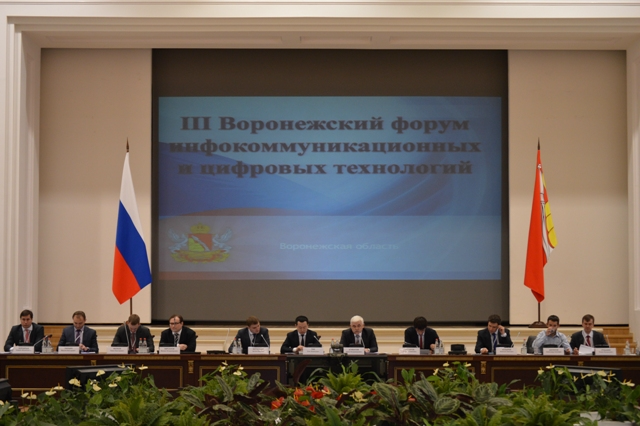 III Воронежский форум
инфокоммуникационных
и цифровых технологий
Воронежская область